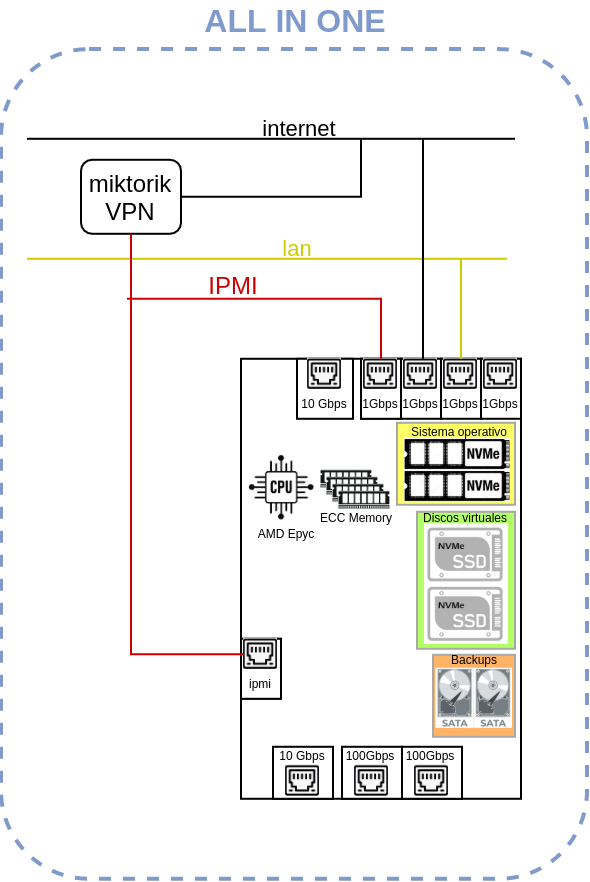 ALL IN ONE
internet
miktorik
VPN
lan
IPMI
10 Gbps
1Gbps
1Gbps
1Gbps
1Gbps
Sistema operativo
NVMe
NVMe
CPU
ECC Memory
AMD Epyc
Discos virtuales
NVMe
SSD
NVMe
SSD
Backups
SATA
SATA
ipmi
10 Gbps
100Gbps
100Gbps